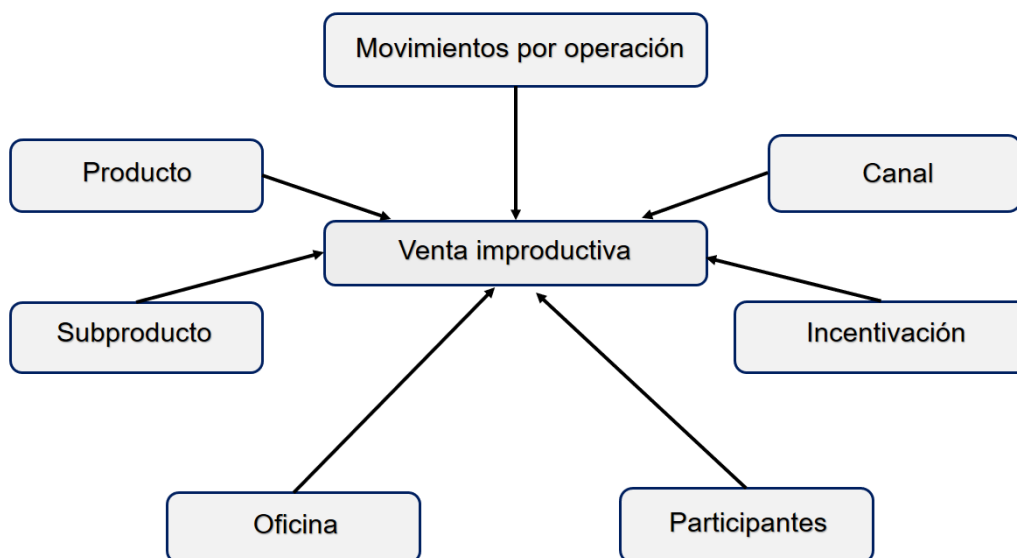 Movimientos por operación
Producto
Canal
Venta improductiva
Subproducto
Incentivación
Oficina
Participantes